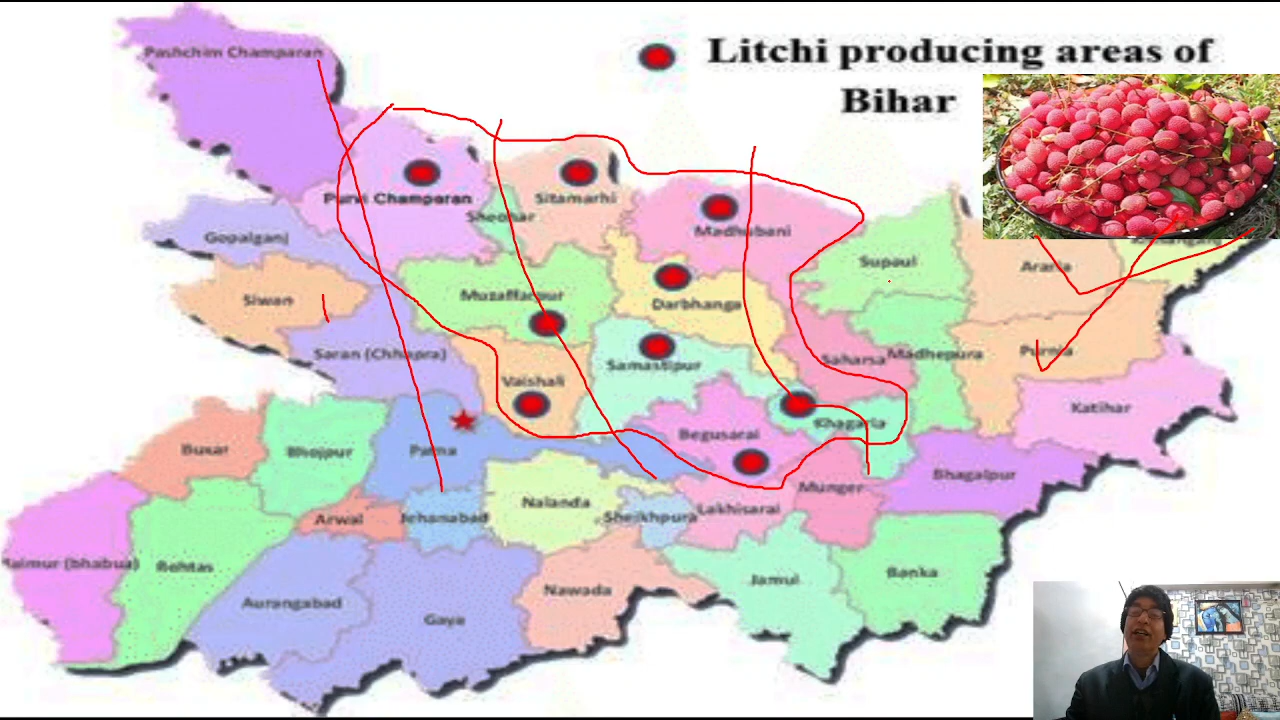 Litchi producing areas of
Bihar
Pashchim Champaran
Purvi Champaran
Sitamarhi
Sheohar
Madhubani
Gopalganj
Supaul
Araria
Siwan
Muzaffarpur
Darbhanga
Saran (Chhapra)
Saharsa
Madhepura
Purnia
Samastipur
Vaishali
Katihar
Khagaria
Begusarai
Buxar
Bhojpur
Patna
Bhagalpur
Munger
Nalanda
Lakhisarai
Sheikhpura
Arwal
Jehanabad
(bhabua)
Rohtas
Jamui
Banka
Nawada
Aurangabad
Gaya